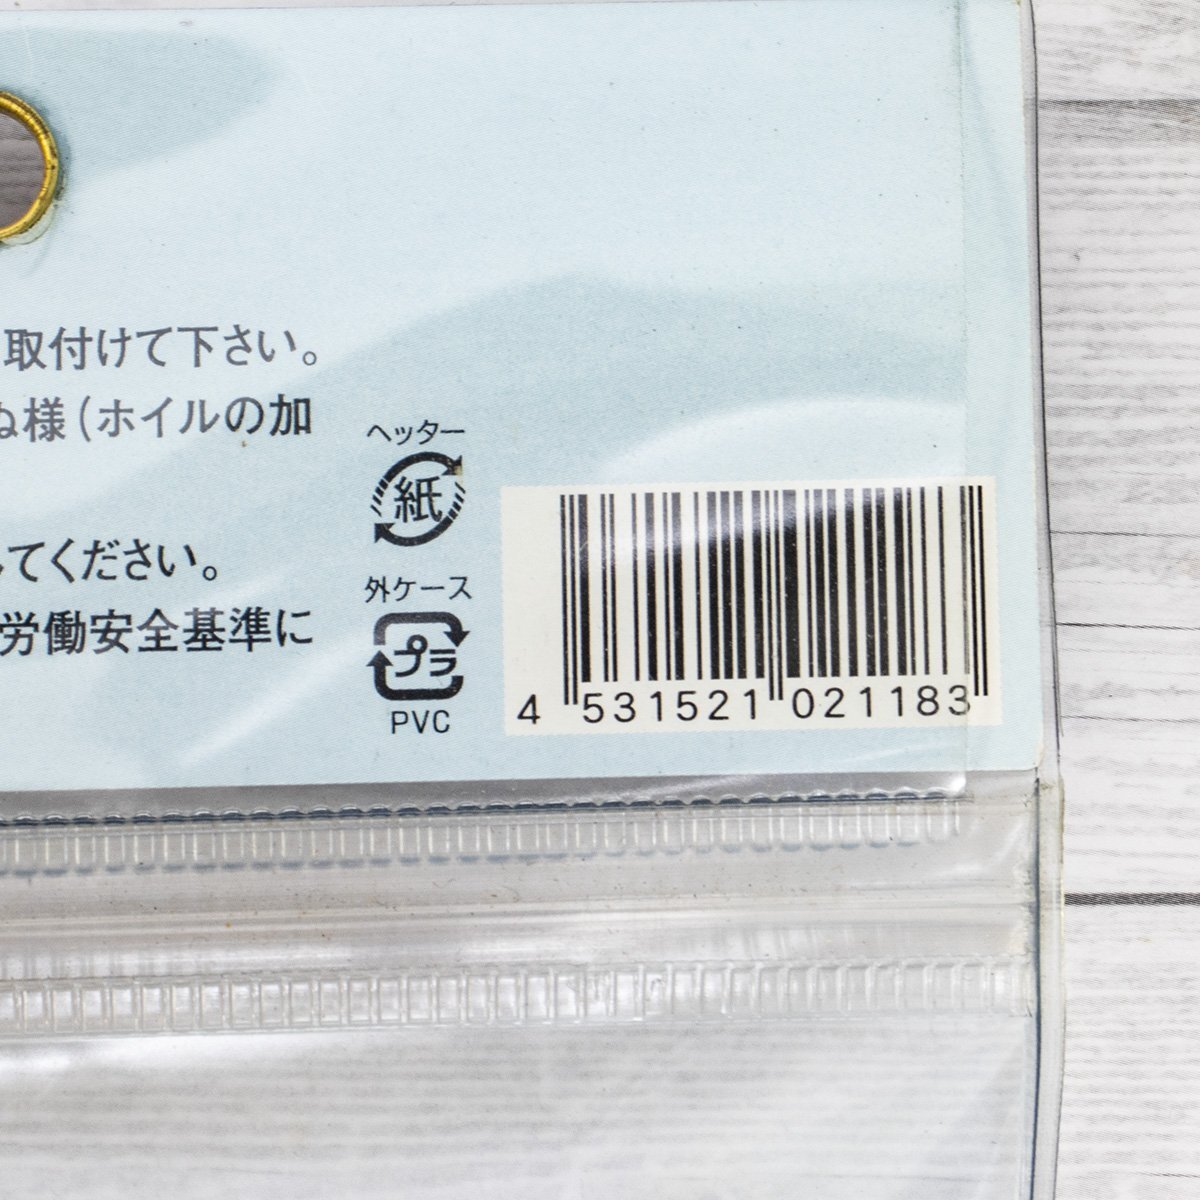 取付けて下さい。
ぬ様(ホイルの加
してください。
労働安全基準に
ヘッター
紙
外ケース
プラ
PVC
4 531521 021183